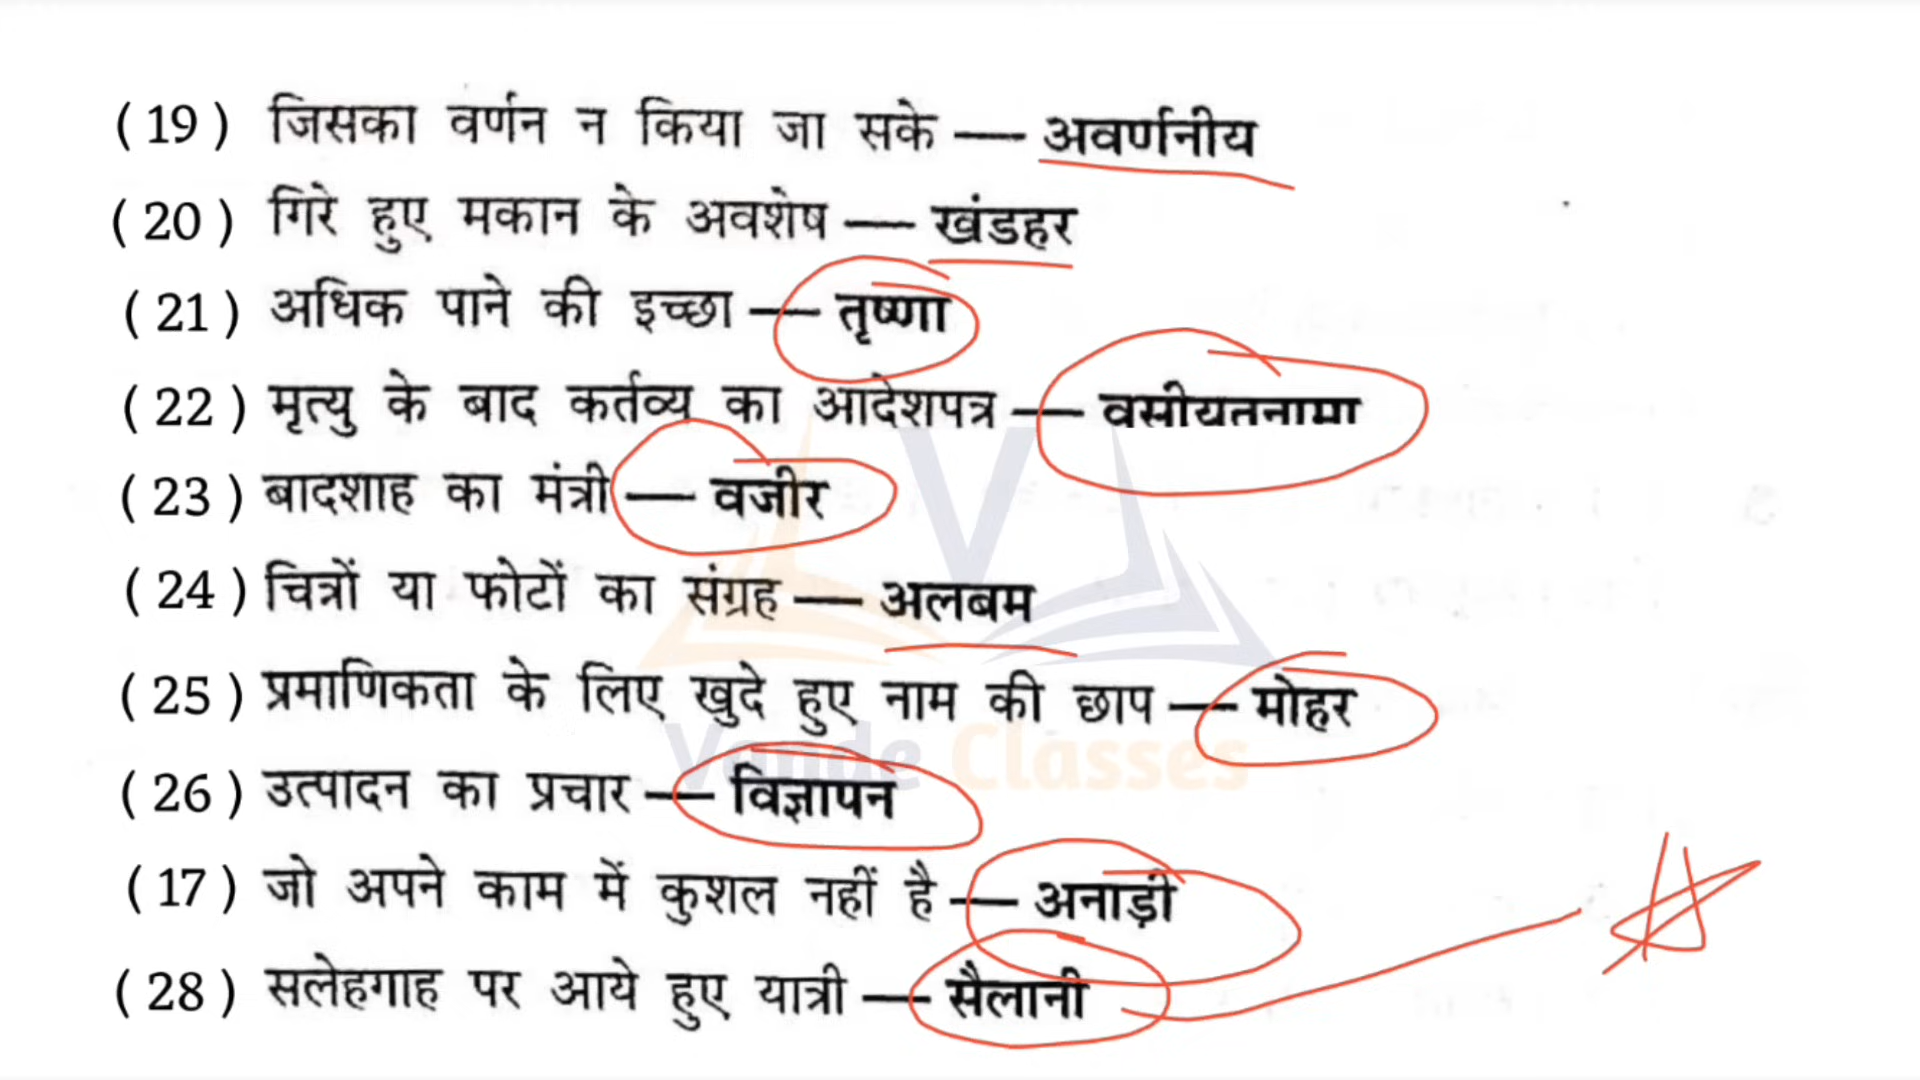 (19) जिसका वर्णन न किया जा सके — अवर्णनीय
(20) गिरे हुए मकान के अवशेष — खंडहर
(21) अधिक पाने की इच्छा — तृष्णा
(22) मृत्यु के बाद कर्तव्य का आदेशपत्र — वसीयतनामा
(23) बादशाह का मंत्री — वजीर
(24) चित्रों या फोटों का संग्रह — अलबम
(25) प्रमाणिकता के लिए खुदे हुए नाम की छाप — मोहर
Vande Classes
(26) उत्पादन का प्रचार — विज्ञापन
(17) जो अपने काम में कुशल नहीं है — अनाड़ी
(28) सलेहगाह पर आये हुए यात्री — सैलानी